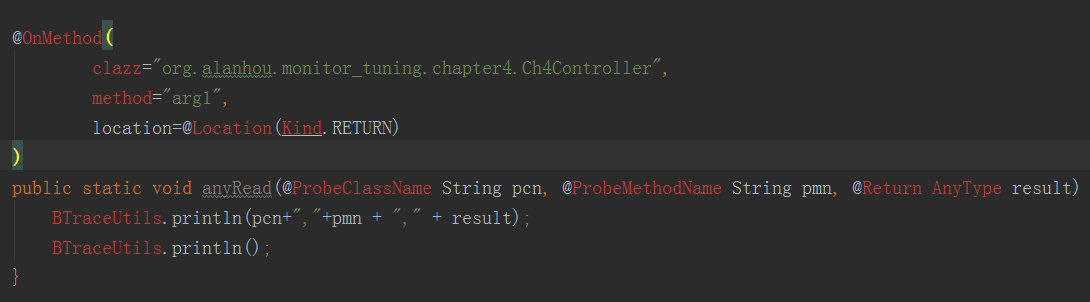 @OnMethod(
clazz="org.alanhou.monitor_tuning.chapter4.Ch4Controller",
method="arg1",
location=@Location(Kind.RETURN)
)
public static void anyRead(@ProbeClassName String pcn, @ProbeMethodName String pmn, @Return AnyType result)
BTraceUtils.println(pcn+","+pmn + "," + result);
BTraceUtils.println();
}